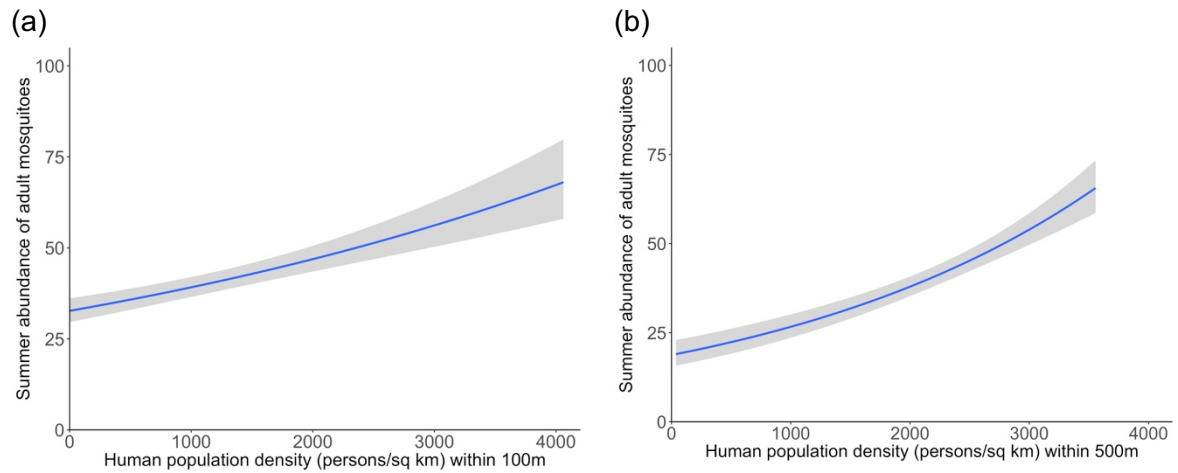 (a)
Summer abundance of adult mosquitoes
100
75
50
25
0
0 1000 2000 3000 4000
Human population density (persons/sq km) within 100m
(b)
Summer abundance of adult mosquitoes
100
75
50
25
0
0 1000 2000 3000 4000
Human population density (persons/sq km) within 500m